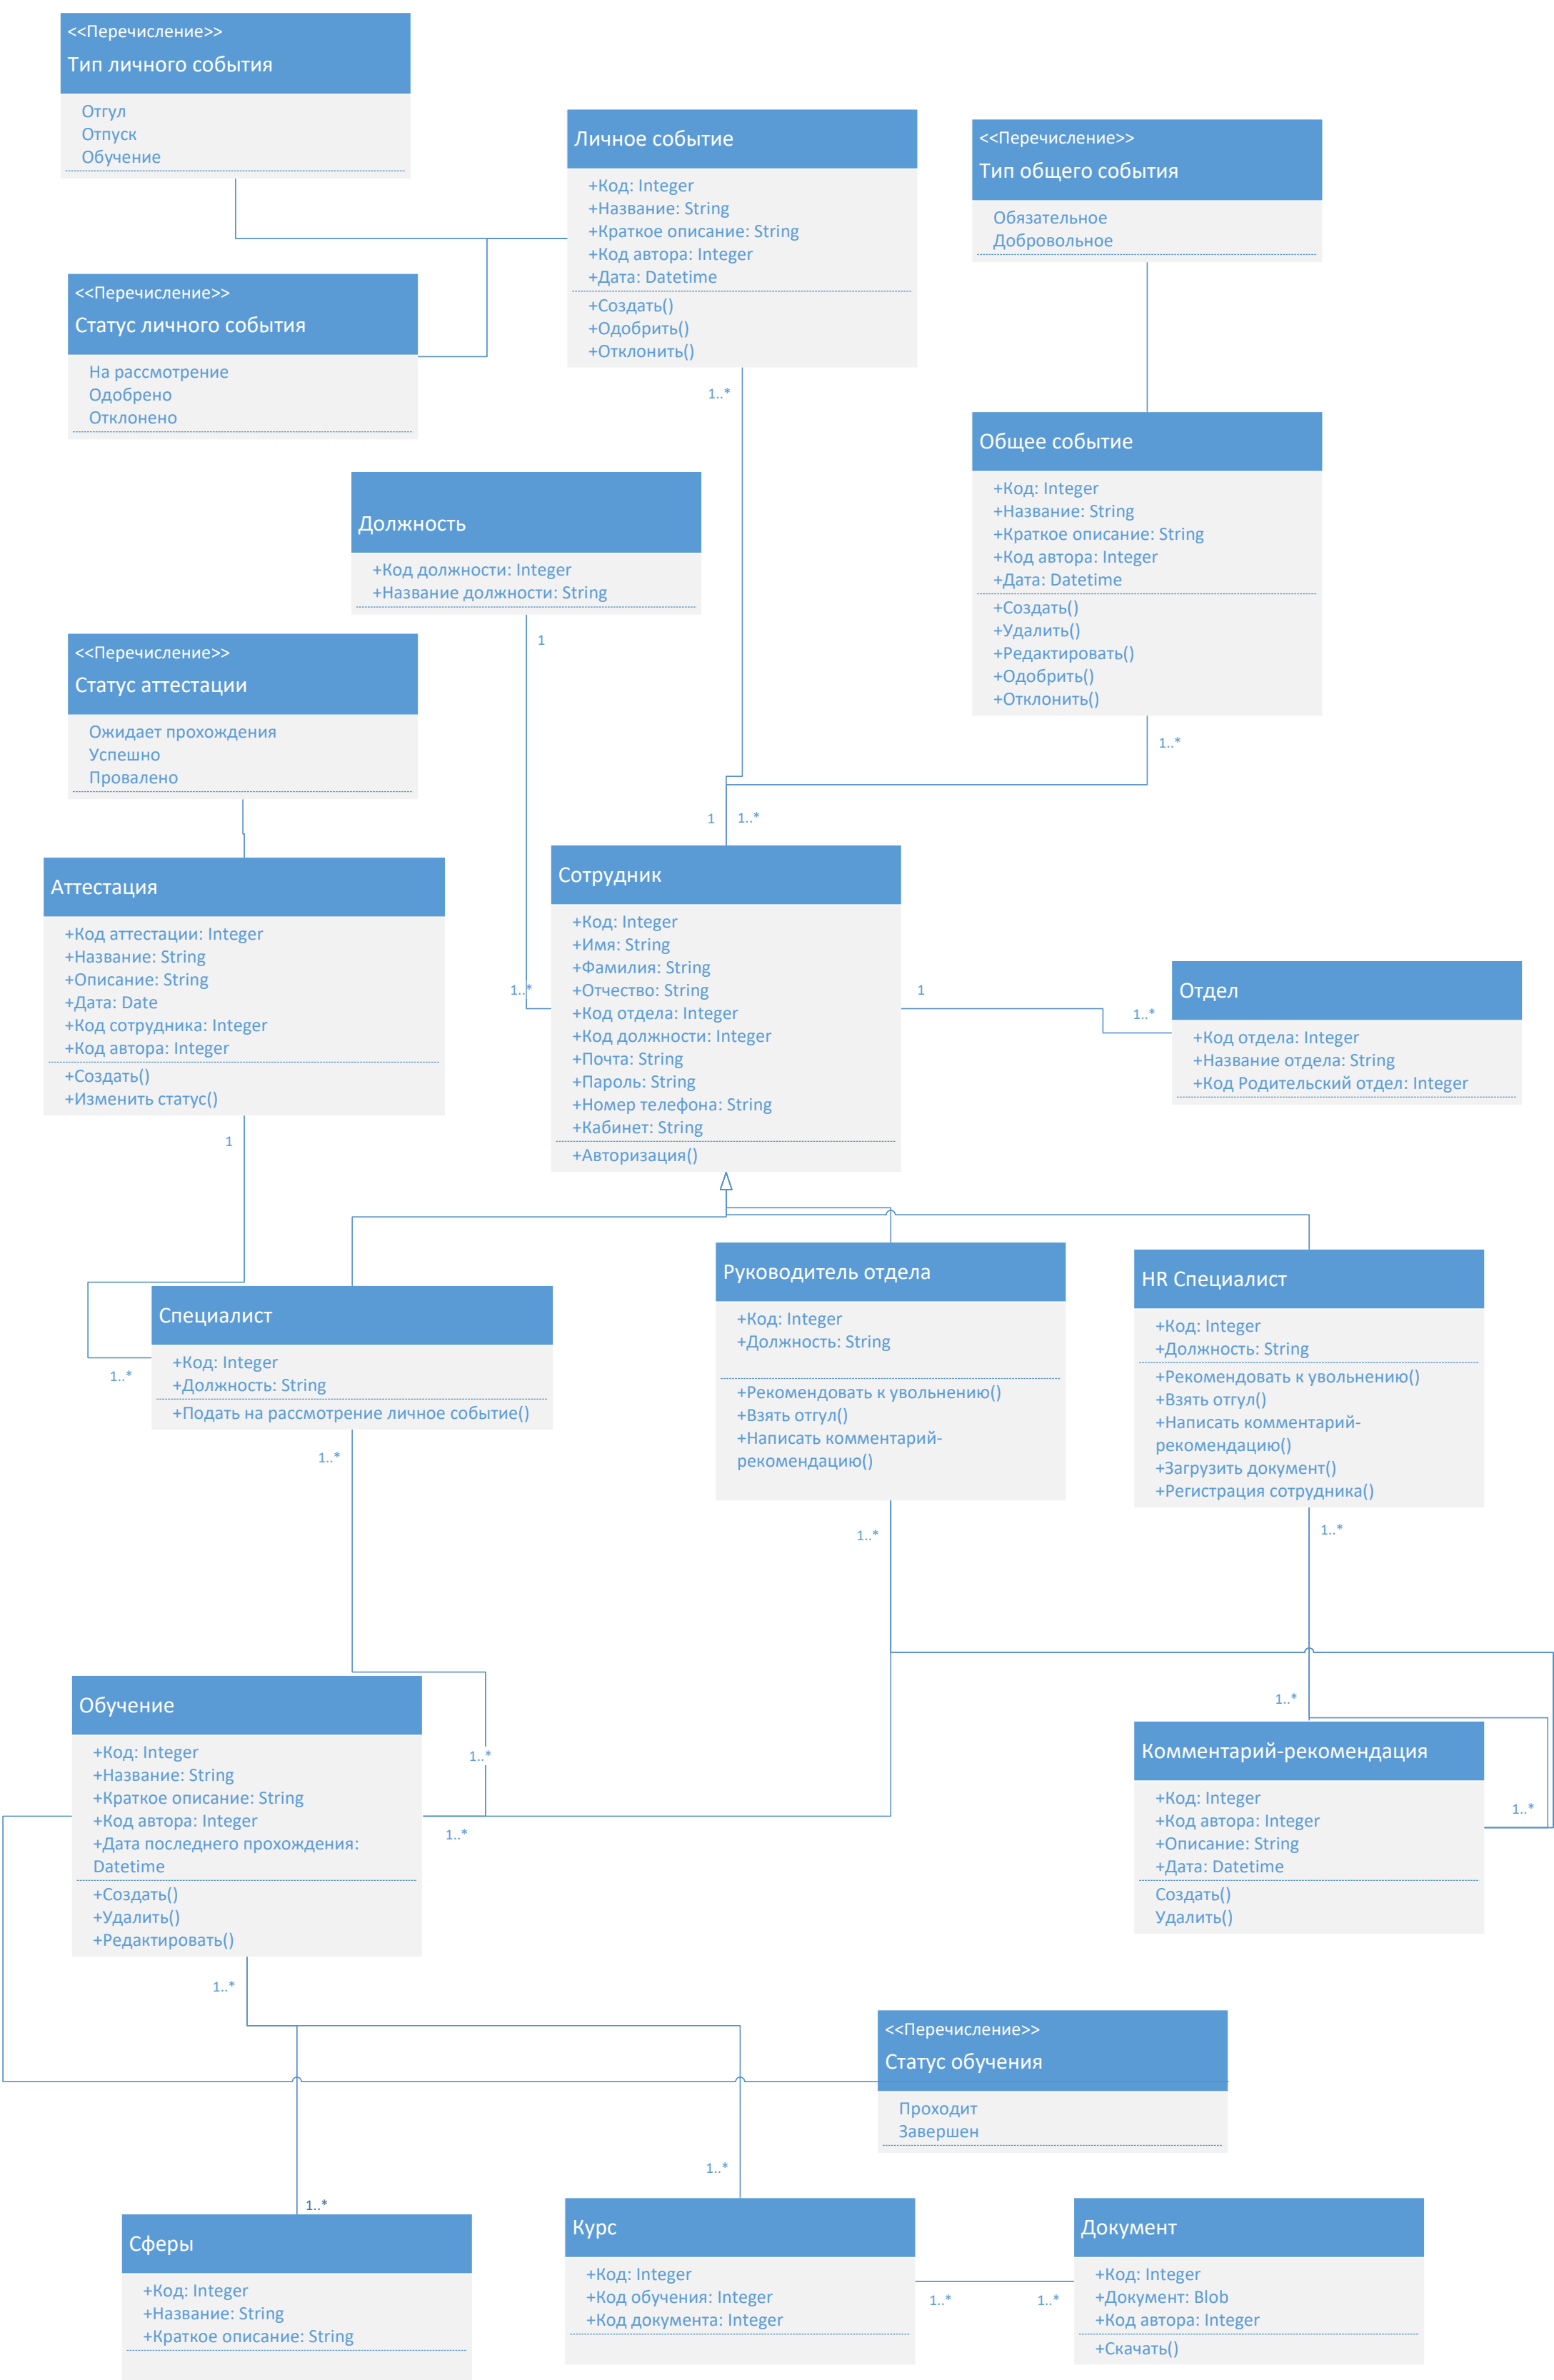 <<Перечисление>>
Тип личного события
Отгул
Отпуск
Обучение
Личное событие
+Код: Integer
+Название: String
+Краткое описание: String
+Код автора: Integer
+Дата: Datetime
+Создать()
+Одобрить()
+Отклонить()
1..*
<<Перечисление>>
Тип общего события
Обязательное
Добровольное
<<Перечисление>>
Статус личного события
На рассмотрение
Одобрено
Отклонено
Общее событие
+Код: Integer
+Название: String
+Краткое описание: String
+Код автора: Integer
+Дата: Datetime
+Создать()
+Удалить()
+Редактировать()
+Одобрить()
+Отклонить()
1..*
Должность
+Код должности: Integer
+Название должности: String
1
<<Перечисление>>
Статус аттестации
Ожидает прохождения
Успешно
Провалено
1
1..*
Аттестация
+Код аттестации: Integer
+Название: String
+Описание: String
+Дата: Date
+Код сотрудника: Integer
+Код автора: Integer
+Создать()
+Изменить статус()
1
1..*
Сотрудник
+Код: Integer
+Имя: String
+Фамилия: String
+Отчество: String
+Код отдела: Integer
+Код должности: Integer
+Почта: String
+Пароль: String
+Номер телефона: String
+Кабинет: String
+Авторизация()
1
1..*
Отдел
+Код отдела: Integer
+Название отдела: String
+Код Родительский отдел: Integer
1..*
Специалист
+Код: Integer
+Должность: String
+Подать на рассмотрение личное событие()
1..*
Руководитель отдела
+Код: Integer
+Должность: String
+Рекомендовать к увольнению()
+Взять отгул()
+Написать комментарий-
рекомендацию()
1..*
HR Специалист
+Код: Integer
+Должность: String
+Рекомендовать к увольнению()
+Взять отгул()
+Написать комментарий-
рекомендацию()
+Загрузить документ()
+Регистрация сотрудника()
1..*
Обучение
+Код: Integer
+Название: String
+Краткое описание: String
+Код автора: Integer
+Дата последнего прохождения:
Datetime
+Создать()
+Удалить()
+Редактировать()
1..*
1..*
1..*
1..*
Комментарий-рекомендация
+Код: Integer
+Код автора: Integer
+Описание: String
+Дата: Datetime
Создать()
Удалить()
1..*
<<Перечисление>>
Статус обучения
Проходит
Завершен
1..*
Сферы
+Код: Integer
+Название: String
+Краткое описание: String
1..*
Курс
+Код: Integer
+Код обучения: Integer
+Код документа: Integer
1..*
1..*
Документ
+Код: Integer
+Документ: Blob
+Код автора: Integer
+Скачать()